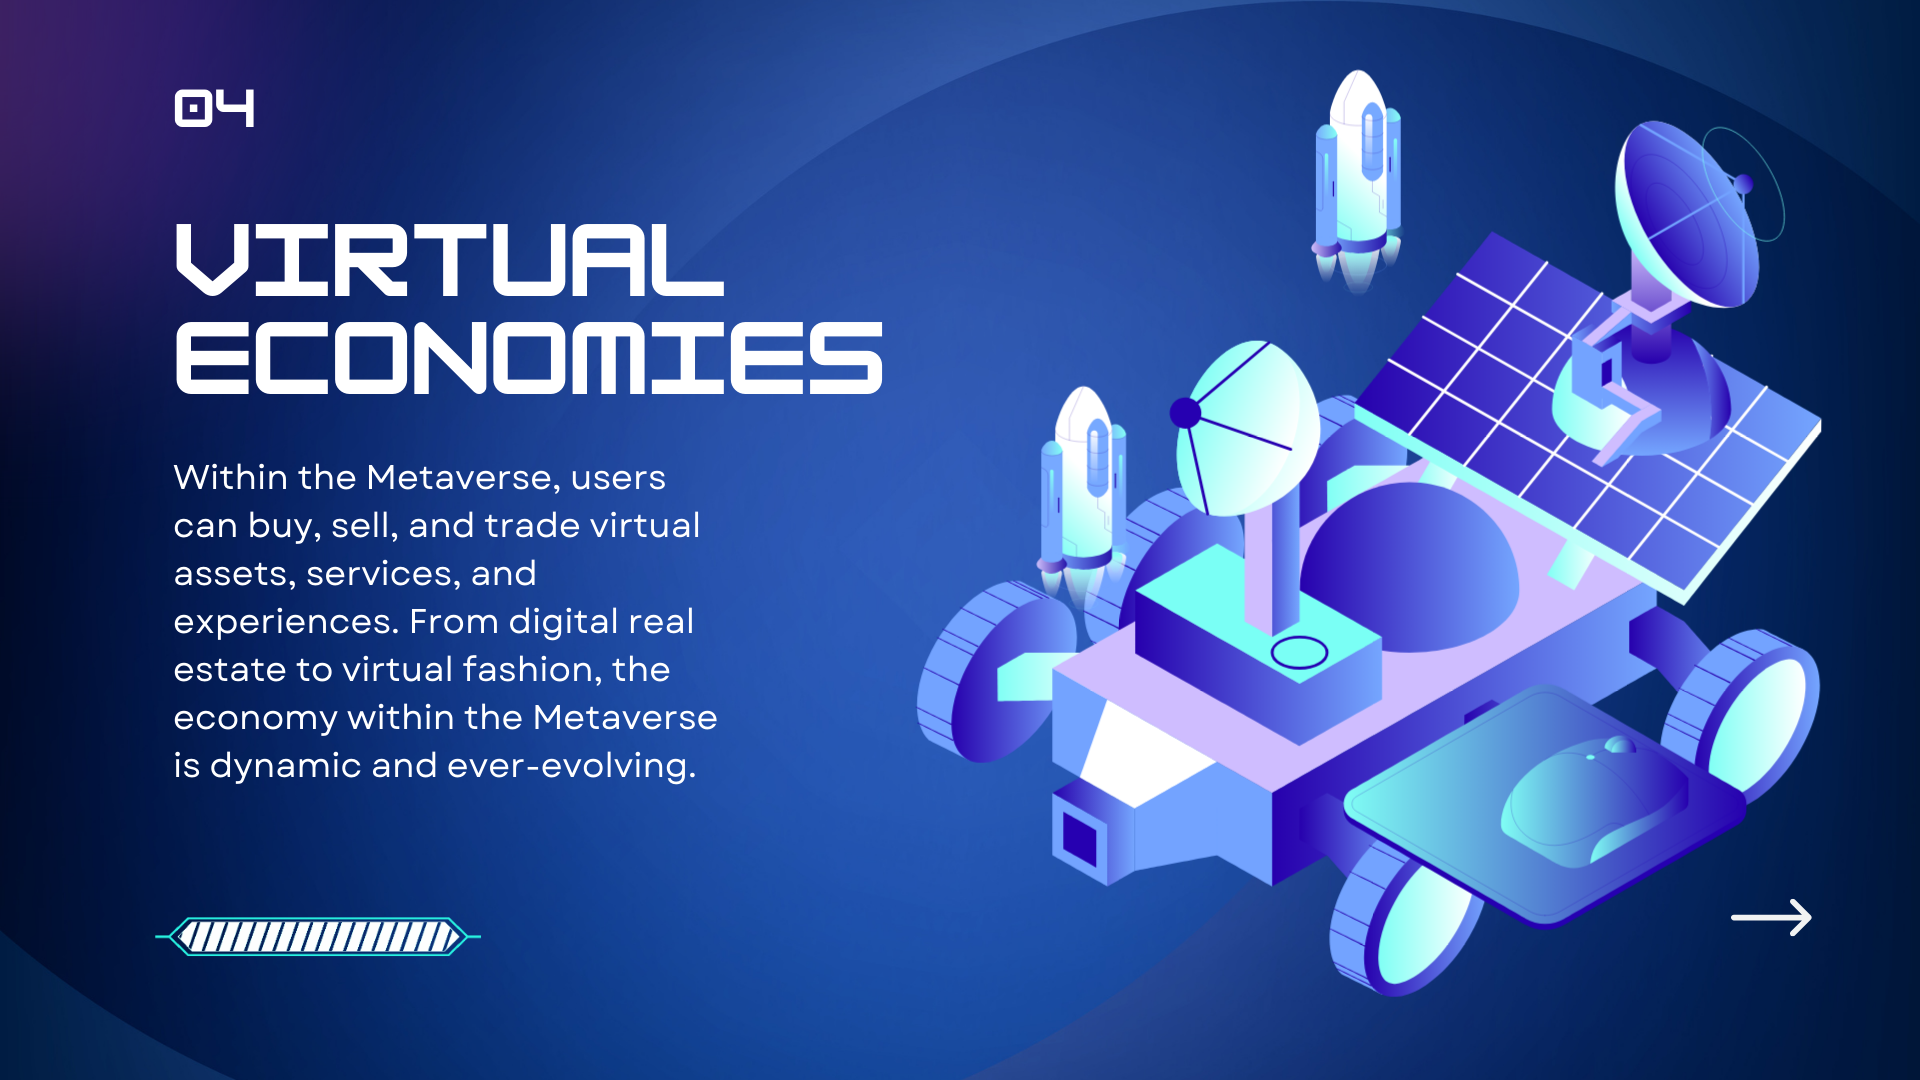 04
VIRTUAL
ECONOMIES
Within the Metaverse, users
can buy, sell, and trade virtual
assets, services, and
experiences. From digital real
estate to virtual fashion, the
economy within the Metaverse
is dynamic and ever-evolving.